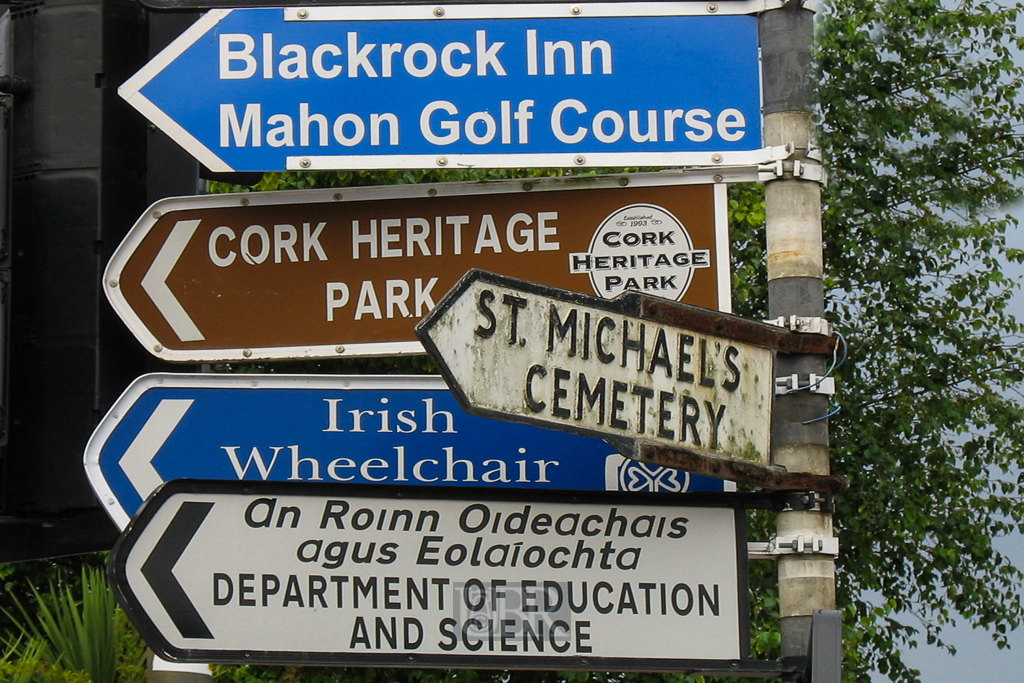 Blackrock Inn
Mahon Golf Course
CORK HERITAGE
PARK
Established
1993
CORK
HERITAGE
PARK
ST. MICHAEL'S
CEMETERY
Irish
Wheelchair
an Roinn Oideachais
agus Eolaíochta
DEPARTMENT OF EDUCATION
AND SCIENCE